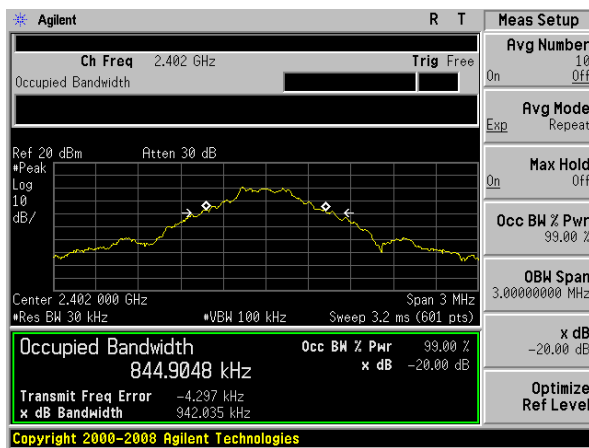 Agilent R T
Ch Freq 2.402 GHz Trig Free
Occupied Bandwidth
Ref 20 dBm Atten 30 dB
#Peak
Log
10
dB/
Center 2.402 000 GHz Span 3 MHz
#Res BW 30 kHz #VBW 100 kHz Sweep 3.2 ms (601 pts)
Occupied Bandwidth Occ BW % Pwr 99.00 %
844.9048 kHz x dB -20.00 dB
Transmit Freq Error -4.297 kHz
x dB Bandwidth 942.035 kHz
Copyright 2000-2008 Agilent Technologies
Meas Setup
Avg Number
10
On Off
Avg Mode
Exp Repeat
Max Hold
On Off
Occ BW % Pwr
99.00 %
OBW Span
3.00000000 MHz
x dB
-20.00 dB
Optimize
Ref Level